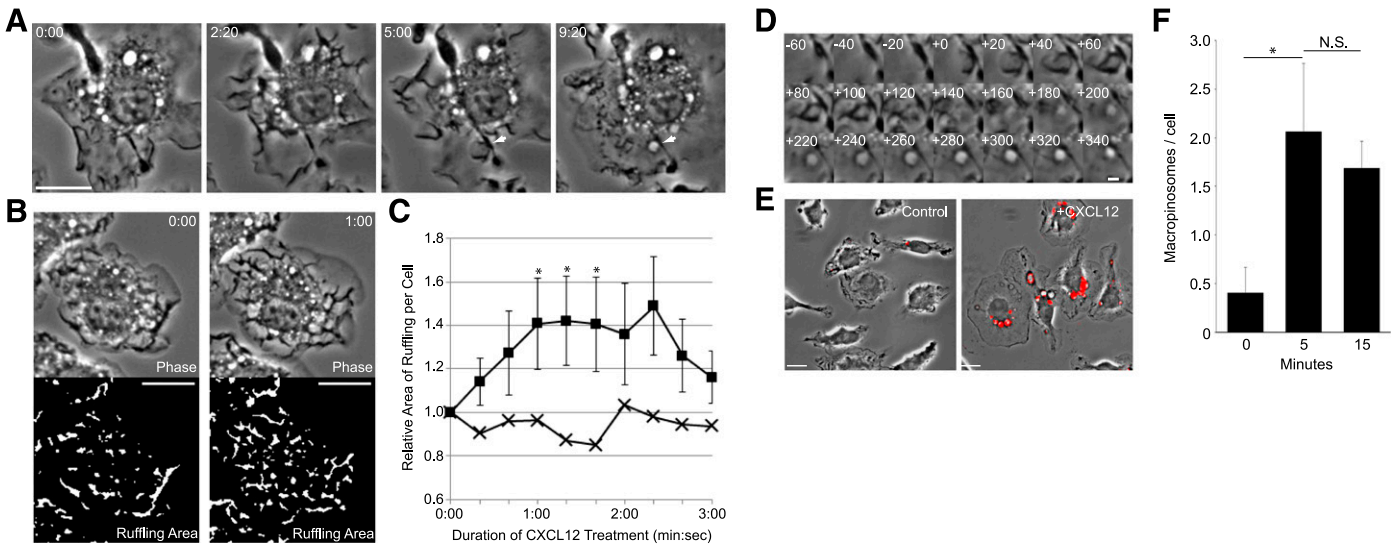 A
0:00
2:20
5:00
9:20
B
0:00
1:00
Phase
Phase
Ruffling Area
Ruffling Area
C
Relative Area of Ruffling per Cell
1.8
1.6
1.4
1.2
1.0
0.8
0.6
* * *
0:00 1:00 2:00 3:00
Duration of CXCL12 Treatment (min:sec)
D
-60 -40 -20 +0 +20 +40 +60
+80 +100 +120 +140 +160 +180 +200
+220 +240 +260 +280 +300 +320 +340
E
Control
+CXCL12
F
Macropinosomes / cell
3.0
2.5
2.0
1.5
1.0
0.5
0
*
N.S.
0 5 15
Minutes